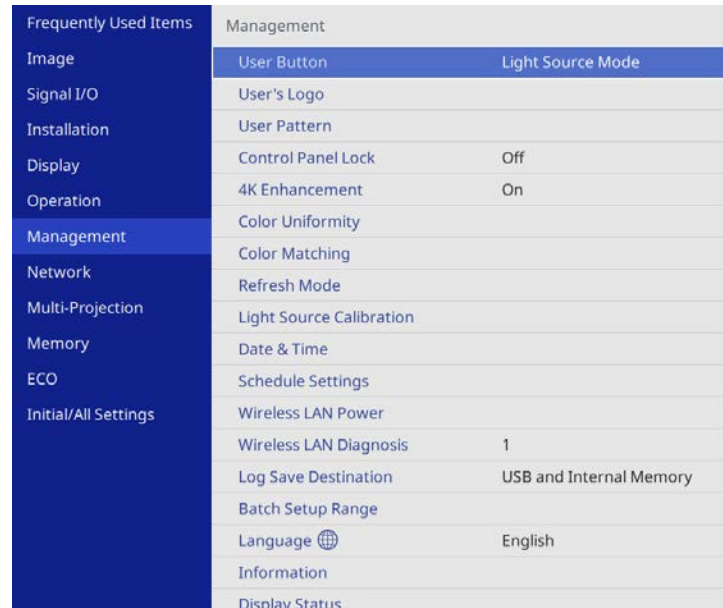 Frequently Used Items
Image
Signal I/O
Installation
Display
Operation
Management
Network
Multi-Projection
Memory
ECO
Initial/All Settings
Management
User Button Light Source Mode
User's Logo
User Pattern
Control Panel Lock Off
4K Enhancement On
Color Uniformity
Color Matching
Refresh Mode
Light Source Calibration
Date & Time
Schedule Settings
Wireless LAN Power
Wireless LAN Diagnosis 1
Log Save Destination USB and Internal Memory
Batch Setup Range
Language English
Information
Display Status